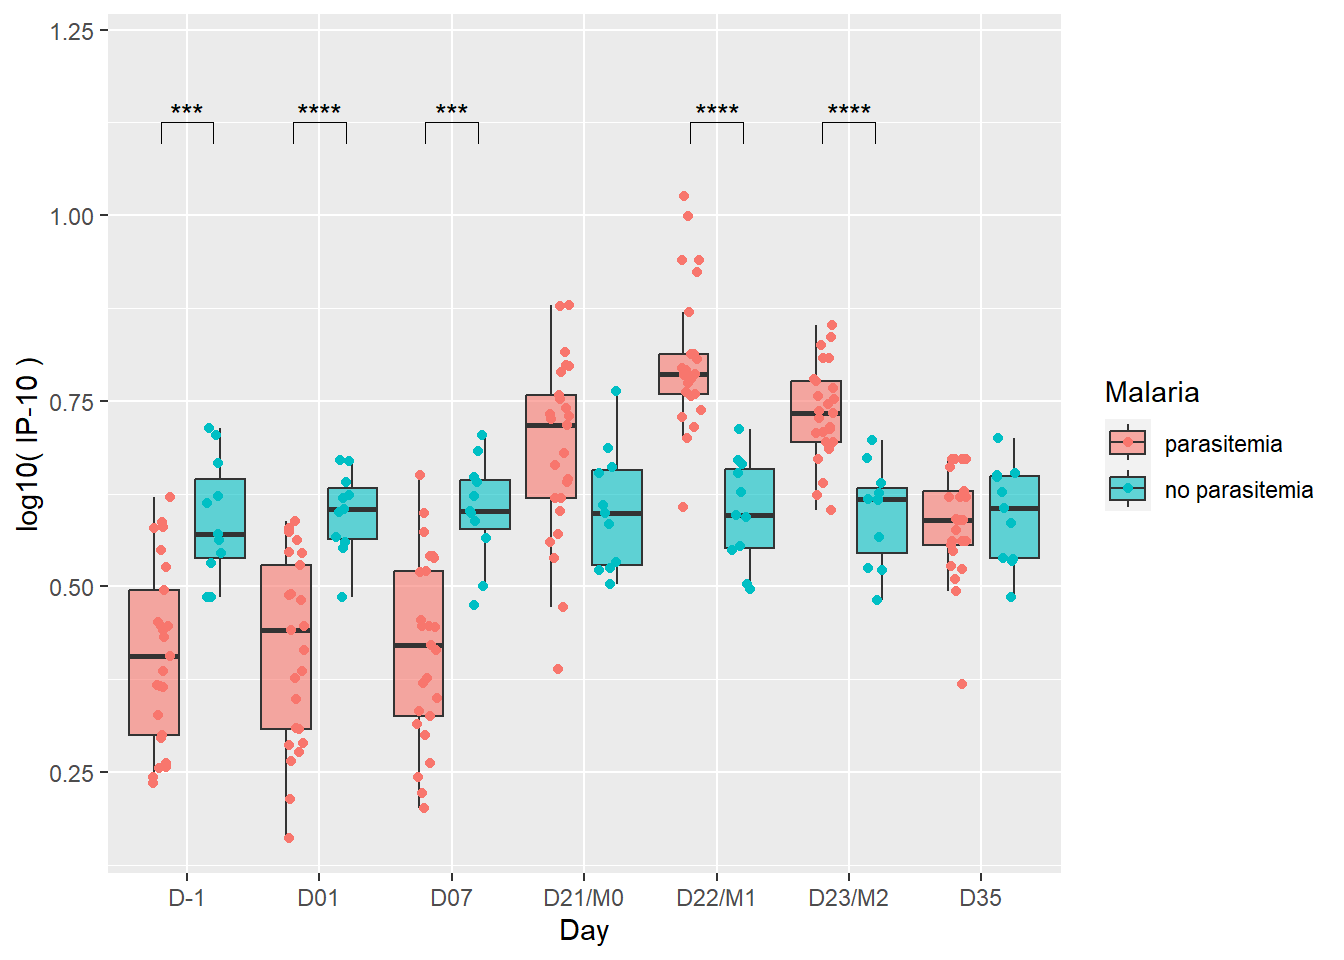 1.25
1.00
0.75
0.50
0.25
log10( IP-10 )
*** **** *** **** ****
D-1 D01 D07 D21/M0 D22/M1 D23/M2 D35
Day
Malaria
parasitemia
no parasitemia